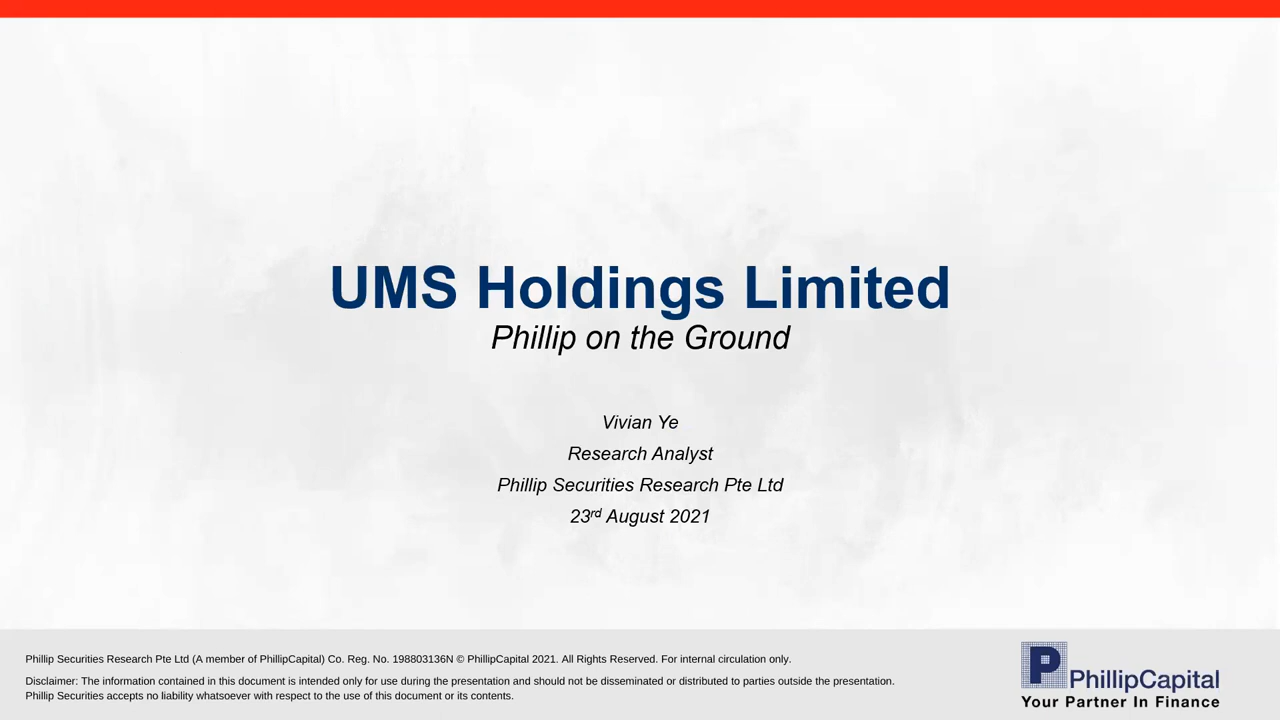 UMS Holdings Limited
Phillip on the Ground
Vivian Ye
Research Analyst
Phillip Securities Research Pte Ltd
23rd August 2021
Phillip Securities Research Pte Ltd (A member of PhillipCapital) Co. Reg. No. 198803136N © PhillipCapital 2021. All Rights Reserved. For internal circulation only.
Disclaimer: The information contained in this document is intended only for use during the presentation and should not be disseminated or distributed to parties outside the presentation.
Phillip Securities accepts no liability whatsoever with respect to the use of this document or its contents.
P
PhillipCapital
Your Partner In Finance